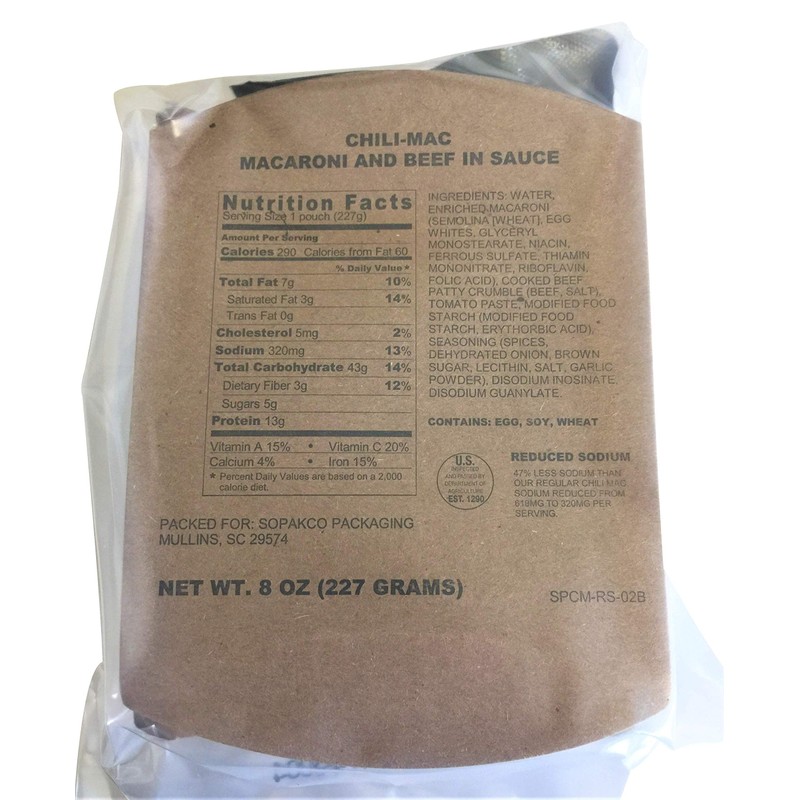 CHILI-MAC
MACARONI AND BEEF IN SAUCE
Nutrition Facts
Serving Size 1 pouch (227g)
Amount Per Serving
Calories 290 Calories from Fat 60
% Daily Value *
Total Fat 7g 10%
Saturated Fat 3g 14%
Trans Fat 0g
Cholesterol 5mg 2%
Sodium 320mg 13%
Total Carbohydrate 43g 14%
Dietary Fiber 3g 12%
Sugars 5g
Protein 13g
Vitamin A 15% • Vitamin C 20%
Calcium 4% • Iron 15%
* Percent Daily Values are based on a 2,000
calorie diet.
INGREDIENTS: WATER,
ENRICHED MACARONI
(SEMOLINA [WHEAT], EGG
WHITES, GLYCERYL
MONOSTEARATE, NIACIN,
FERROUS SULFATE, THIAMIN
MONONITRATE, RIBOFLAVIN,
FOLIC ACID), COOKED BEEF
PATTY CRUMBLE (BEEF, SALT),
TOMATO PASTE, MODIFIED FOOD
STARCH (MODIFIED FOOD
STARCH, ERYTHORBIC ACID),
SEASONING (SPICES,
DEHYDRATED ONION, BROWN
SUGAR, LECITHIN, SALT, GARLIC
POWDER), DISODIUM INOSINATE,
DISODIUM GUANYLATE.
CONTAINS: EGG, SOY, WHEAT
U.S.
INSPECTED
AND PASSED BY
DEPARTMENT OF
AGRICULTURE
EST. 1290
REDUCED SODIUM
47% LESS SODIUM THAN
OUR REGULAR CHILI MAC
SODIUM REDUCED FROM
618MG TO 320MG PER
SERVING.
PACKED FOR: SOPAKCO PACKAGING
MULLINS, SC 29574
NET WT. 8 OZ (227 GRAMS)
SPCM-RS-02B